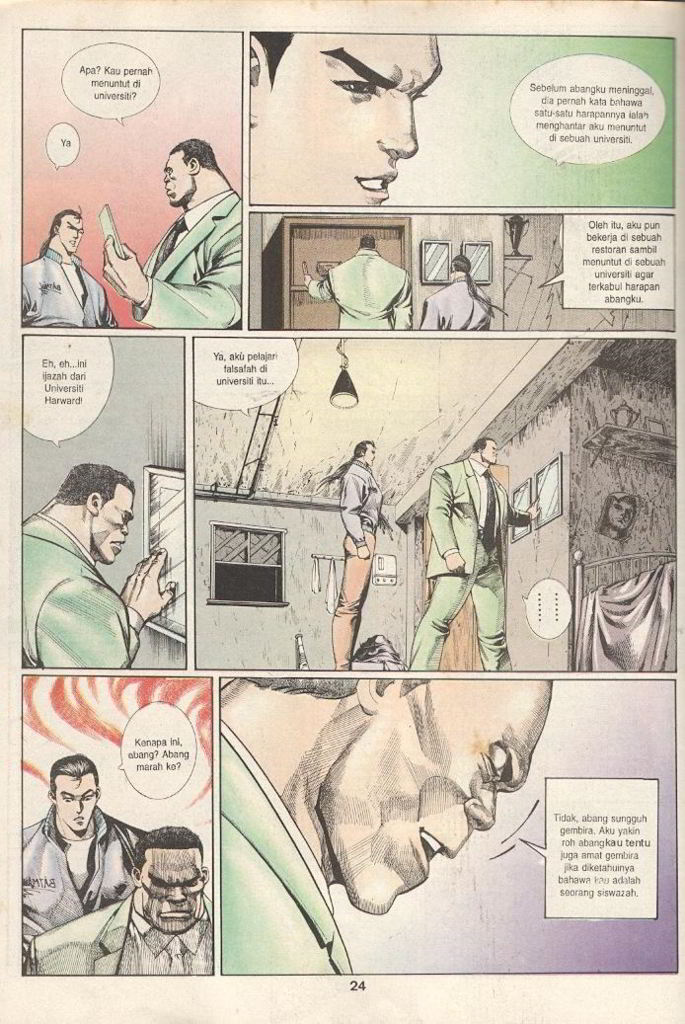 Apa? Kau pernah
menuntut di
universiti?
Ya
Sebelum abangku meninggal,
dia pernah kata bahawa
satu-satu harapannya ialah
menghantar aku menuntut
di sebuah universiti.
Oleh itu, aku pun
bekerja di sebuah
restoran sambil
menuntut di sebuah
universiti agar
terkabul harapan
abangku.
Eh, eh...ini
ijazah dari
Universiti
Harward!
Ya, aku pelajari
falsafah di
universiti itu...
Kenapa ini,
abang? Abang
marah ke?
Tidak, abang sungguh
gembira. Aku yakin
roh abangkau tentu
juga amat gembira
jika diketahuinya
bahawa kau adalah
seorang siswazah.
24